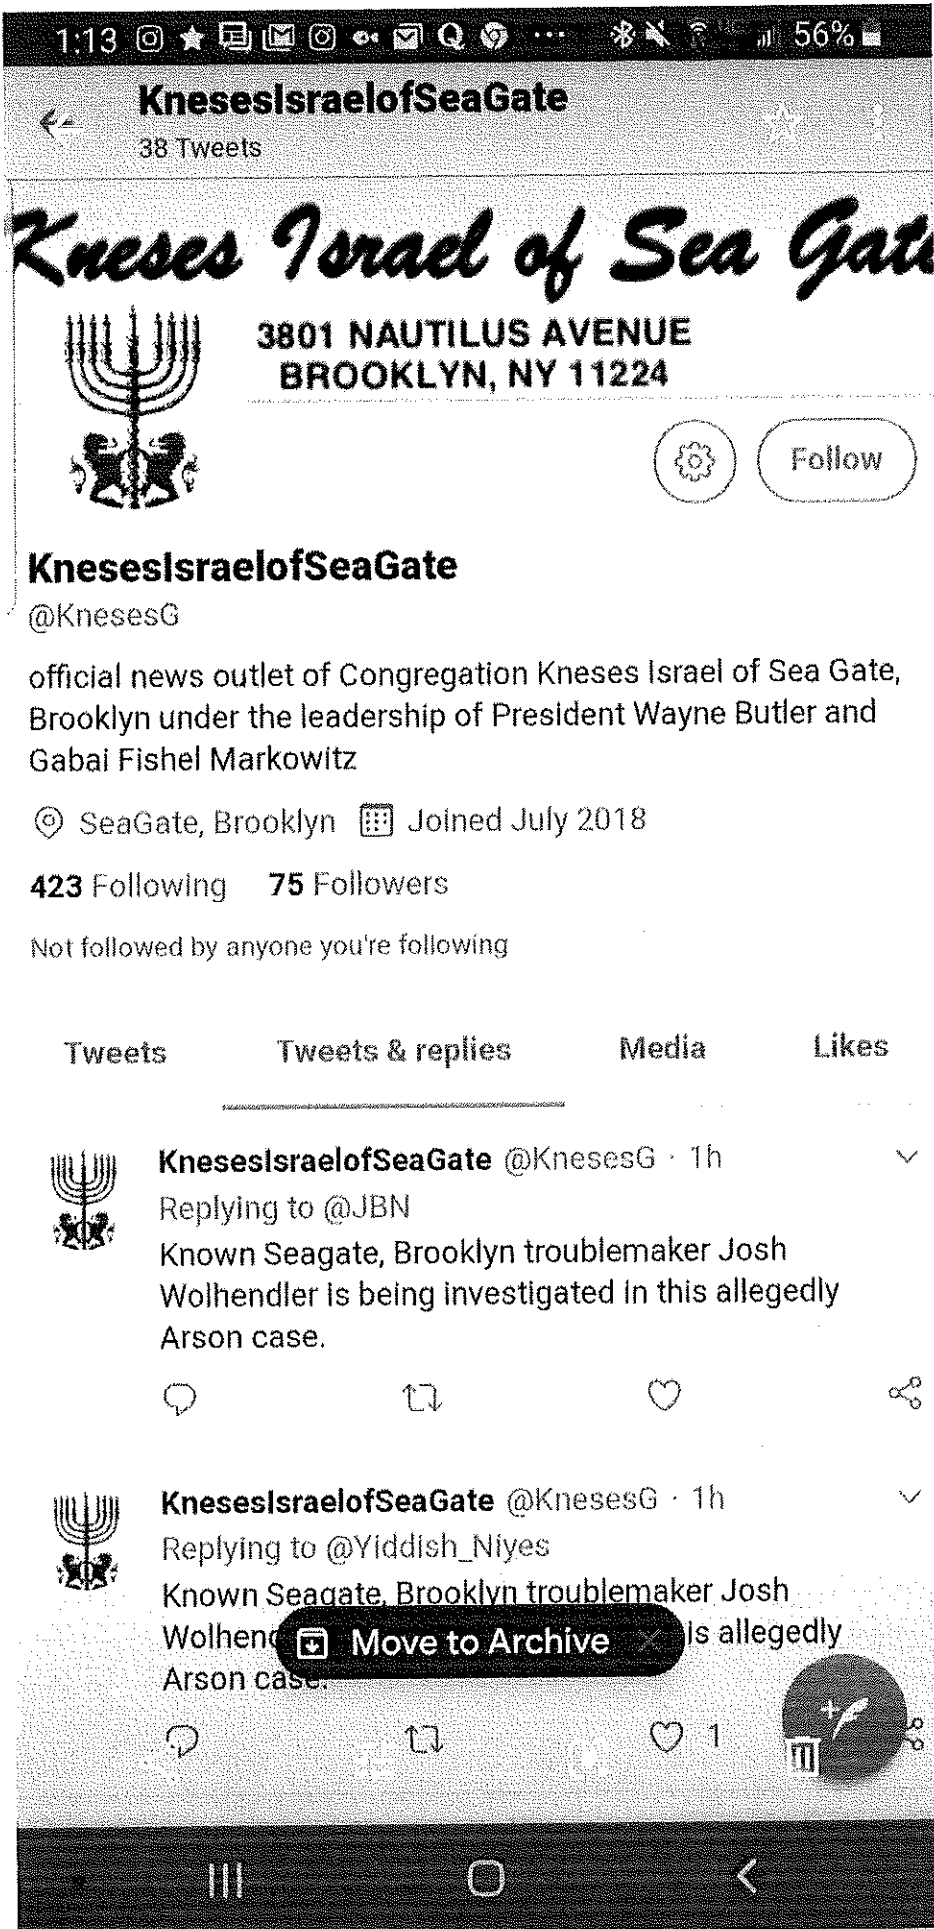 1:13 56%
KnesesIsraelofSeaGate
38 Tweets
Kneses Israel of Sea Gate
3801 NAUTILUS AVENUE
BROOKLYN, NY 11224
Follow
KnesesIsraelofSeaGate
@KnesesG
official news outlet of Congregation Kneses Israel of Sea Gate,
Brooklyn under the leadership of President Wayne Butler and
Gabai Fishel Markowitz
SeaGate, Brooklyn Joined July 2018
423 Following 75 Followers
Not followed by anyone you're following
Tweets Tweets & replies Media Likes
KnesesIsraelofSeaGate @KnesesG · 1h
Replying to @JBN
Known Seagate, Brooklyn troublemaker Josh
Wolhendler is being investigated in this allegedly
Arson case.
KnesesIsraelofSeaGate @KnesesG · 1h
Replying to @Yiddish_Niyes
Known Seagate, Brooklyn troublemaker Josh
Wolhend Move to Archive is allegedly
Arson case.
1